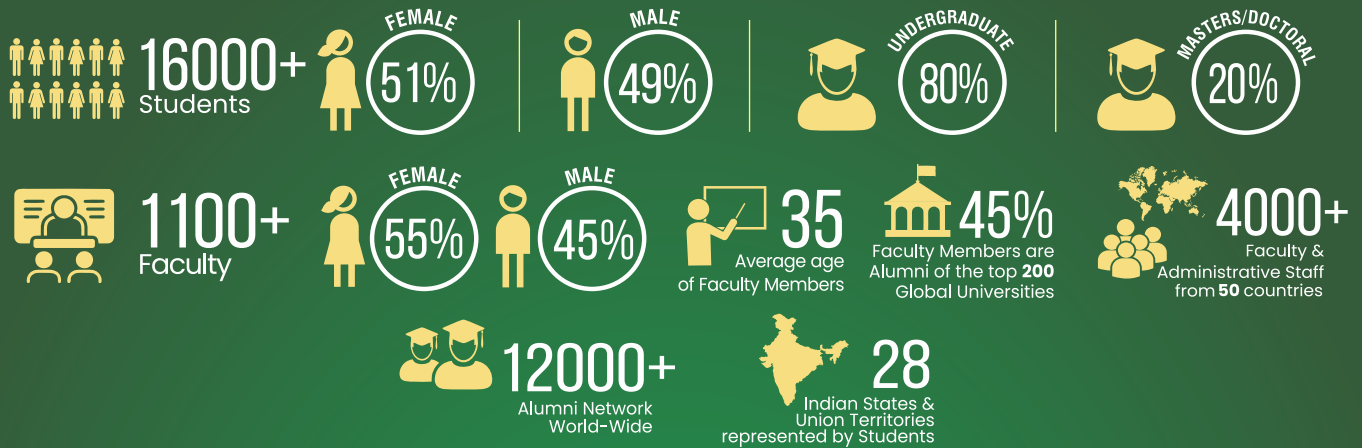 16000+
Students
FEMALE
51%
MALE
49%
UNDERGRADUATE
80%
MASTERS/DOCTORAL
20%
1100+
Faculty
FEMALE
55%
MALE
45%
35
Average age
of Faculty Members
45%
Faculty Members are
Alumni of the top 200
Global Universities
4000+
Faculty &
Administrative Staff
from 50 countries
12000+
Alumni Network
World-Wide
28
Indian States &
Union Territories
represented by Students